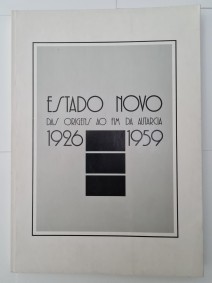 ESTADO NOVO
DAS ORIGENS AO FIM DA AUTARCIA
1926 1959